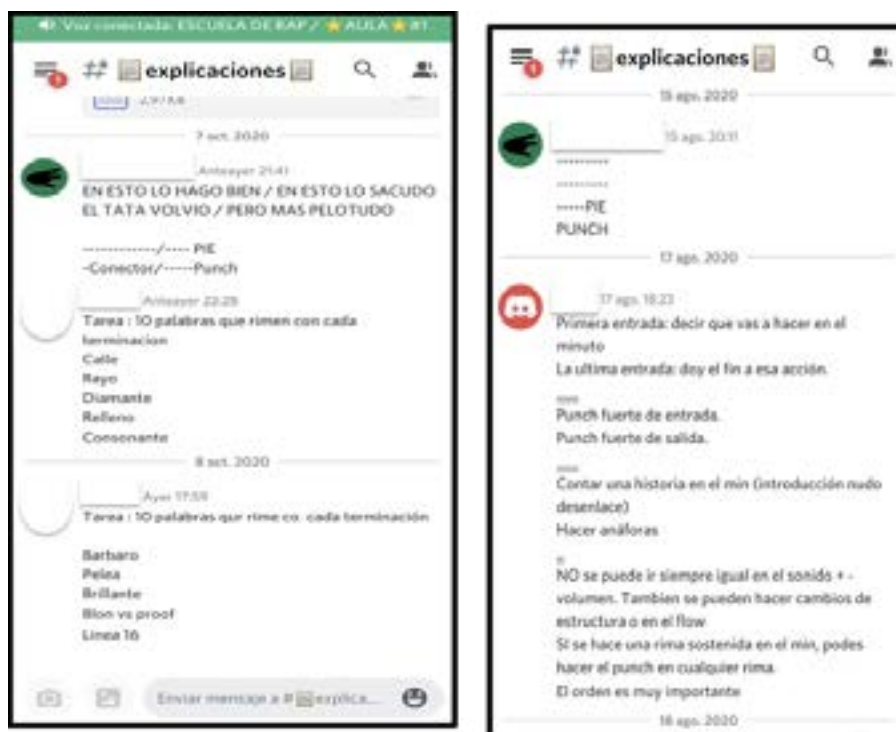 Voz conectada: ESCUELA DE RAP / AULA #1
explicaciones
7 oct. 2020
Anteayer 21:41
EN ESTO LO HAGO BIEN / EN ESTO LO SACUDO
EL TATA VOLVIO / PERO MAS PELOTUDO
-------------/---- PIE
-Conector/-----Punch
Anteayer 22:28
Tarea : 10 palabras que rimen con cada
terminacion
Calle
Rayo
Diamante
Relleno
Consonante
8 oct. 2020
Ayer 17:59
Tarea : 10 palabras qur rime co. cada terminación
Barbaro
Pelea
Brillante
Blon vs proof
Linea 16
Enviar mensaje a # explica...
explicaciones
15 ago. 2020
15 ago. 20:11
---------
---------
-----PIE
PUNCH
17 ago. 2020
17 ago. 18:23
Primera entrada: decir que vas a hacer en el
minuto
La ultima entrada: doy el fin a esa acción.
Punch fuerte de entrada.
Punch fuerte de salida.
Contar una historia en el min (introducción nudo
desenlace)
Hacer anáforas
NO se puede ir siempre igual en el sonido + -
volumen. Tambien se pueden hacer cambios de
estructura o en el flow
SI se hace una rima sostenida en el min, podes
hacer el punch en cualquier rima.
El orden es muy importante
18 ago. 2020